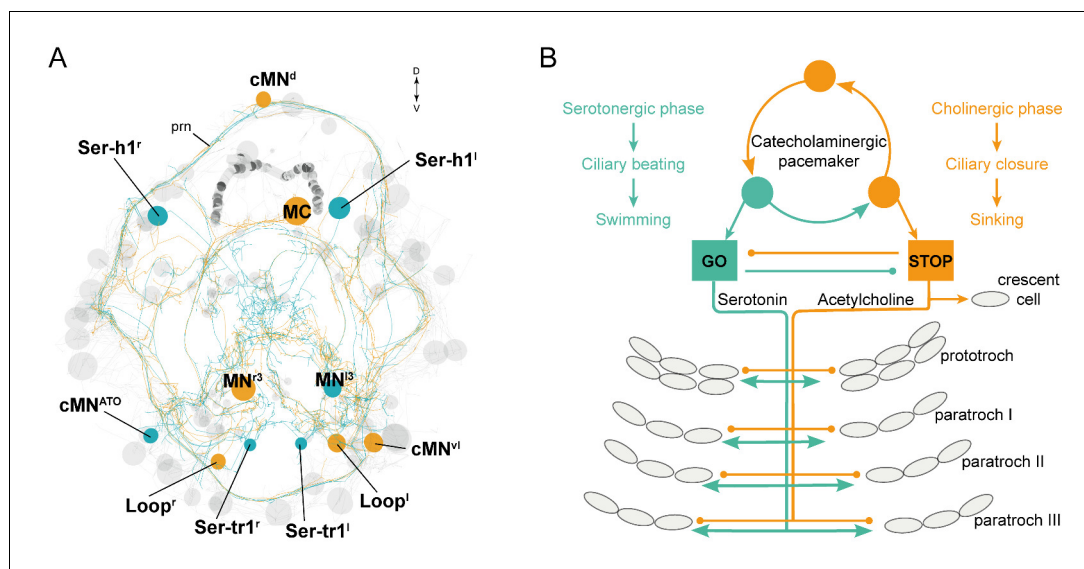 A
cMNᵈ
D
V
prn
Ser-h1ʳ
Ser-h1ˡ
MC
MNʳ³
MNˡ³
cMNᴬᵀᴼ
cMNᵛˡ
Loopʳ
Loopˡ
Ser-tr1ʳ
Ser-tr1ˡ
B
Serotonergic phase
Ciliary beating
Swimming
Catecholaminergic
pacemaker
Cholinergic phase
Ciliary closure
Sinking
GO
STOP
Serotonin
Acetylcholine
crescent
cell
prototroch
paratroch I
paratroch II
paratroch III